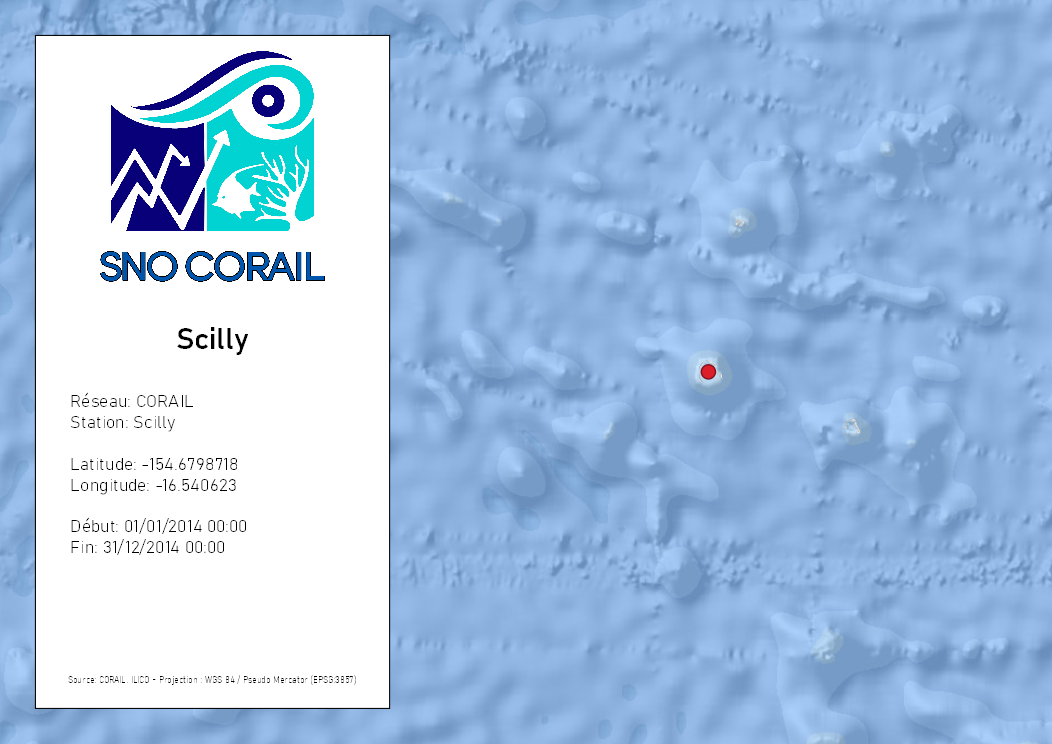 SNO CORAIL
Scilly
Réseau: CORAIL
Station: Scilly
Latitude: -154.6798718
Longitude: -16.540623
Début: 01/01/2014 00:00
Fin: 31/12/2014 00:00
Source: CORAIL, ILICO - Projection : WGS 84 / Pseudo Mercator (EPSG:3857)